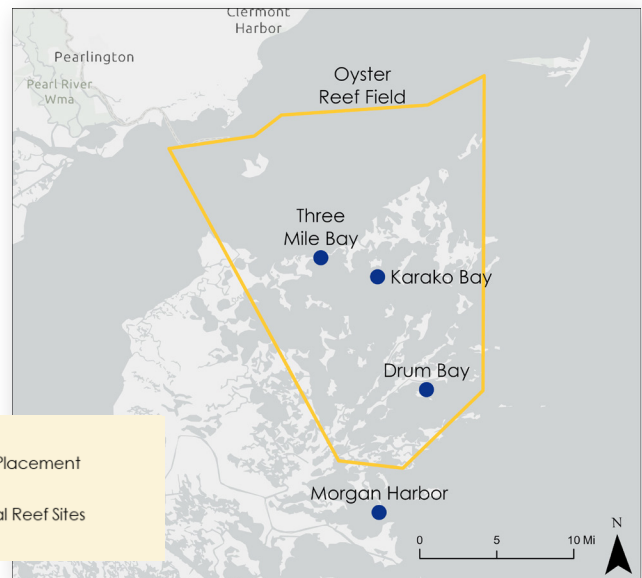 Clermont
Harbor
Pearlington
Pearl River
Wma
Oyster
Reef Field
Three
Mile Bay
Karako Bay
Drum Bay
Placement
Reef Sites
Morgan Harbor
0 5 10 Mi
N